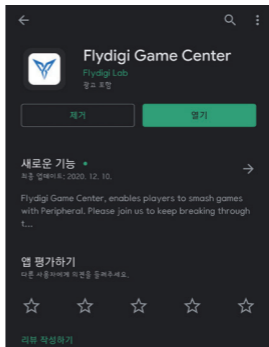 Flydigi Game Center
Flydigi Lab
광고 포함
제거
열기
새로운 기능
최종 업데이트: 2020. 12. 10.
Flydigi Game Center, enables players to smash games
with Peripheral. Please join us to keep breaking through
t...
앱 평가하기
다른 사용자에게 의견을 들려주세요.
리뷰 작성하기